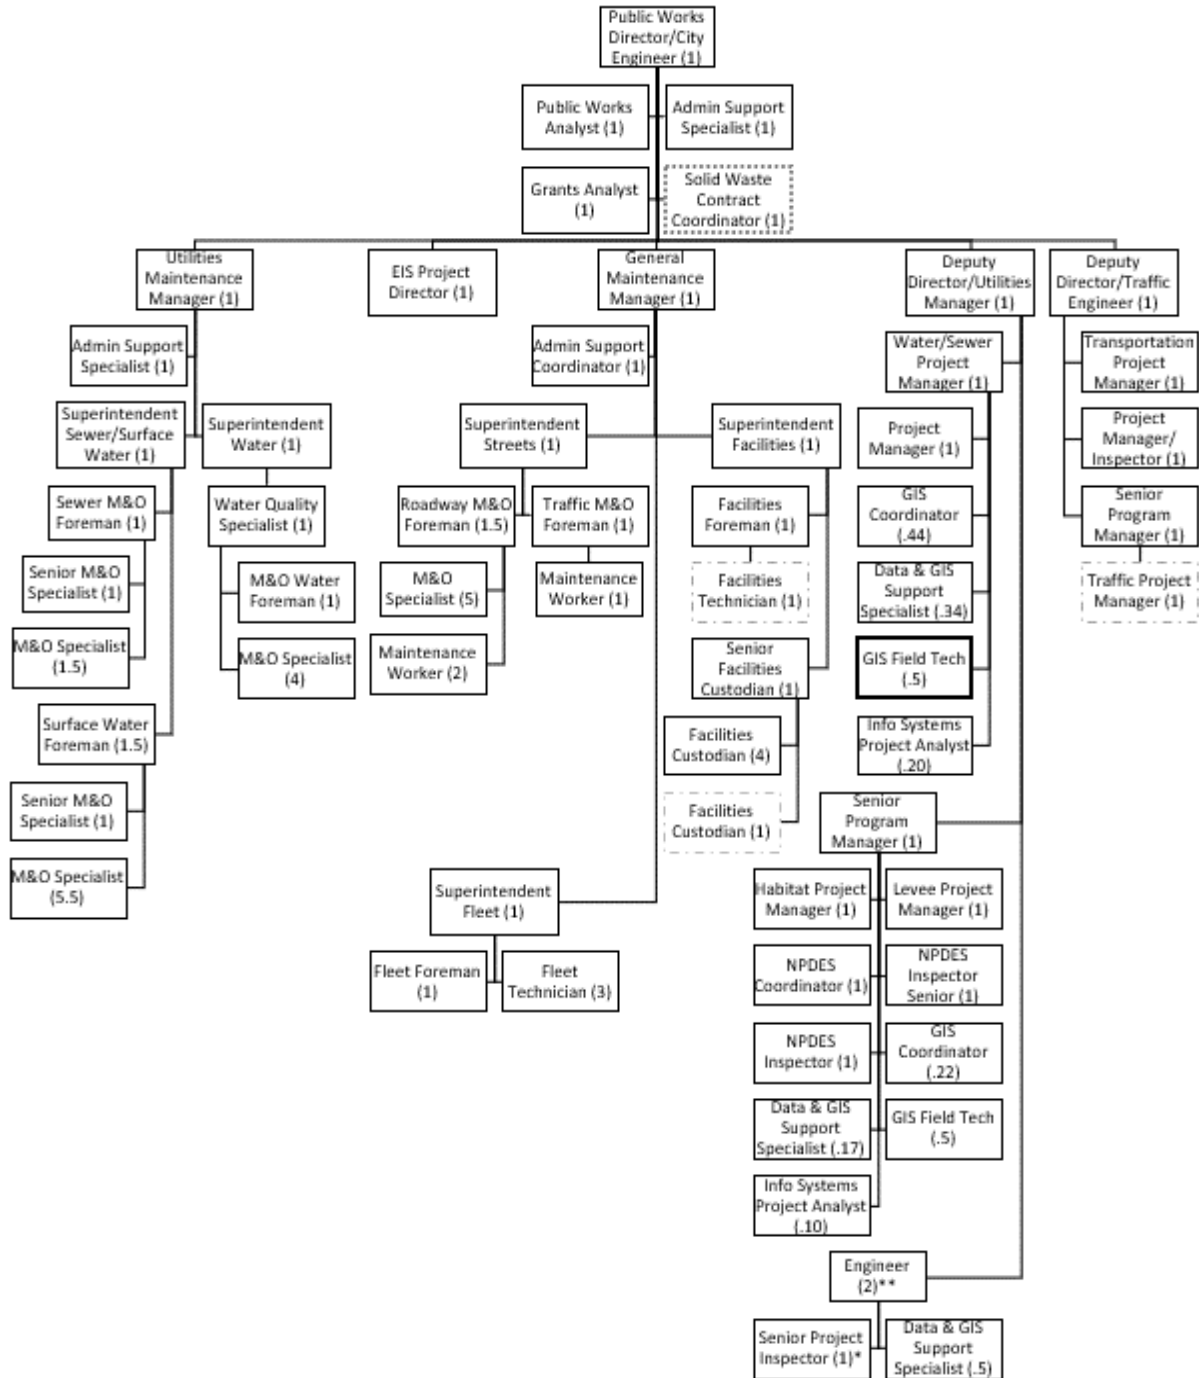 Public Works
Director/City
Engineer (1)
Public Works
Analyst (1)
Admin Support
Specialist (1)
Grants Analyst
(1)
Solid Waste
Contract
Coordinator (1)
Utilities
Maintenance
Manager (1)
EIS Project
Director (1)
General
Maintenance
Manager (1)
Deputy
Director/Utilities
Manager (1)
Deputy
Director/Traffic
Engineer (1)
Admin Support
Specialist (1)
Superintendent
Sewer/Surface
Water (1)
Superintendent
Water (1)
Sewer M&O
Foreman (1)
Water Quality
Specialist (1)
Senior M&O
Specialist (1)
M&O Water
Foreman (1)
M&O Specialist
(1.5)
M&O Specialist
(4)
Surface Water
Foreman (1.5)
Senior M&O
Specialist (1)
M&O Specialist
(5.5)
Admin Support
Coordinator (1)
Superintendent
Streets (1)
Superintendent
Facilities (1)
Roadway M&O
Foreman (1.5)
Traffic M&O
Foreman (1)
M&O
Specialist (5)
Maintenance
Worker (1)
Maintenance
Worker (2)
Facilities
Foreman (1)
Facilities
Technician (1)
Senior
Facilities
Custodian (1)
Facilities
Custodian (4)
Facilities
Custodian (1)
Superintendent
Fleet (1)
Fleet Foreman
(1)
Fleet
Technician (3)
Water/Sewer
Project
Manager (1)
Project
Manager (1)
GIS
Coordinator
(.44)
Data & GIS
Support
Specialist (.34)
GIS Field Tech
(.5)
Info Systems
Project Analyst
(.20)
Senior
Program
Manager (1)
Habitat Project
Manager (1)
Levee Project
Manager (1)
NPDES
Coordinator (1)
NPDES
Inspector
Senior (1)
NPDES
Inspector (1)
GIS
Coordinator
(.22)
Data & GIS
Support
Specialist (.17)
GIS Field Tech
(.5)
Info Systems
Project Analyst
(.10)
Engineer
(2)**
Senior Project
Inspector (1)*
Data & GIS
Support
Specialist (.5)
Transportation
Project
Manager (1)
Project
Manager/
Inspector (1)
Senior
Program
Manager (1)
Traffic Project
Manager (1)